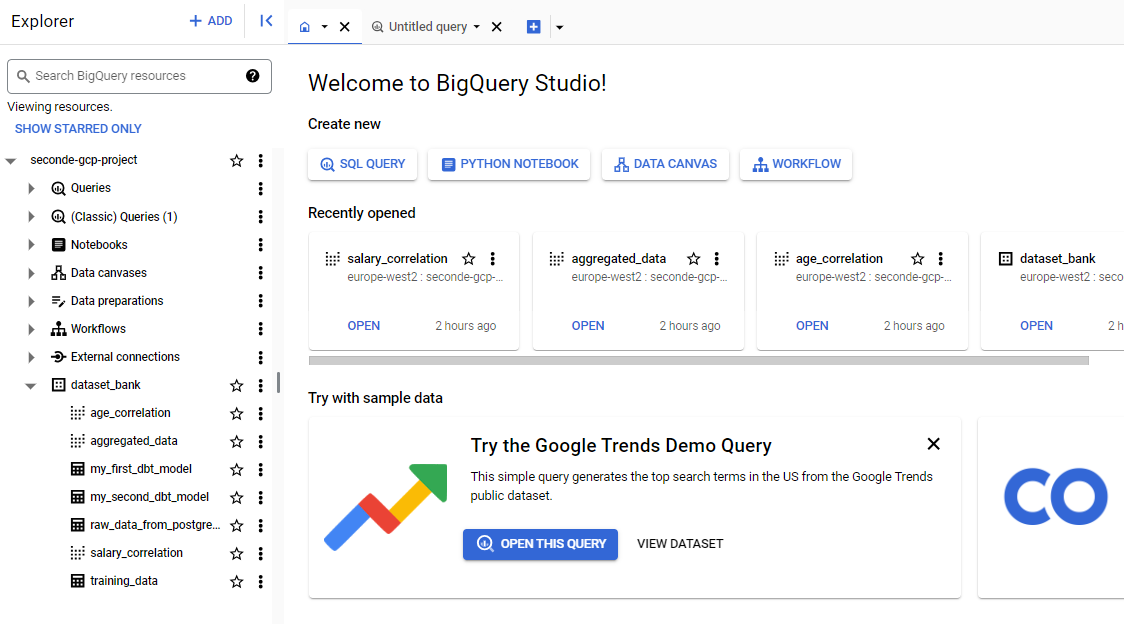 Explorer
ADD
Untitled query
Search BigQuery resources
Viewing resources.
SHOW STARRED ONLY
seconde-gcp-project
Queries
(Classic) Queries (1)
Notebooks
Data canvases
Data preparations
Workflows
External connections
dataset_bank
age_correlation
aggregated_data
my_first_dbt_model
my_second_dbt_model
raw_data_from_postgre...
salary_correlation
training_data
Welcome to BigQuery Studio!
Create new
SQL QUERY
PYTHON NOTEBOOK
DATA CANVAS
WORKFLOW
Recently opened
salary_correlation
europe-west2 : seconde-gcp-...
OPEN 2 hours ago
aggregated_data
europe-west2 : seconde-gcp-...
OPEN 2 hours ago
age_correlation
europe-west2 : seconde-gcp-...
OPEN 2 hours ago
dataset_bank
europe-west2 : seco
OPEN 2 h
Try with sample data
Try the Google Trends Demo Query
This simple query generates the top search terms in the US from the Google Trends
public dataset.
OPEN THIS QUERY
VIEW DATASET